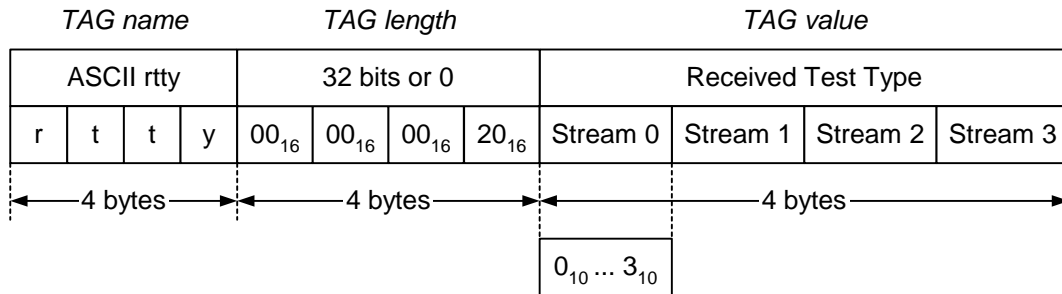 TAG name TAG length TAG value
ASCII rtty 32 bits or 0 Received Test Type
r t t y 00₁₆ 00₁₆ 00₁₆ 20₁₆ Stream 0 Stream 1 Stream 2 Stream 3
4 bytes 4 bytes 4 bytes
0₁₀ ... 3₁₀